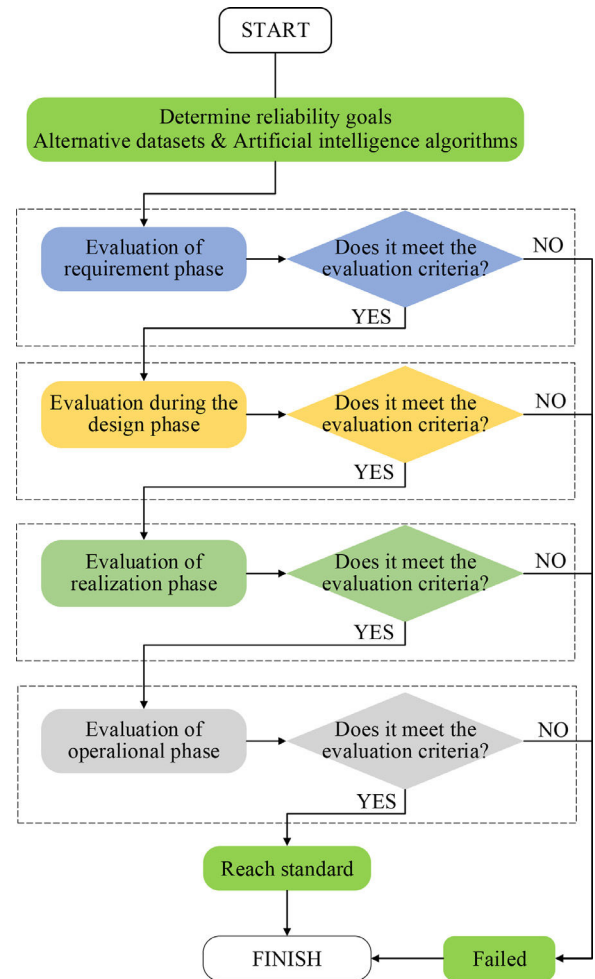 START
Determine reliability goals
Alternative datasets & Artificial intelligence algorithms
Evaluation of
requirement phase
Does it meet the
evaluation criteria?
NO
YES
Evaluation during the
design phase
Does it meet the
evaluation criteria?
NO
YES
Evaluation of
realization phase
Does it meet the
evaluation criteria?
NO
YES
Evaluation of
operalional phase
Does it meet the
evaluation criteria?
NO
YES
Reach standard
FINISH
Failed